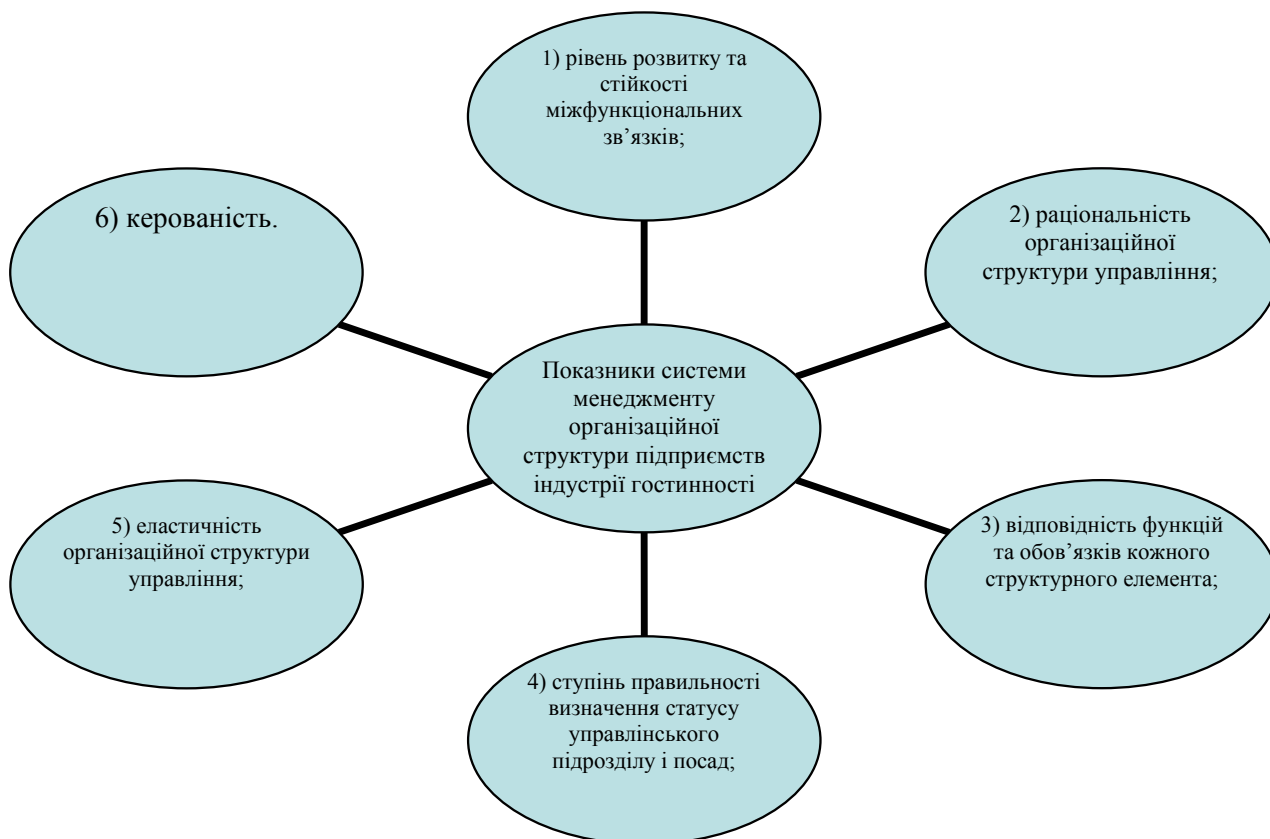 1) рівень розвитку та
стійкості
міжфункціональних
зв’язків;
6) керованість.
2) раціональність
організаційної
структури управління;
Показники системи
менеджменту
організаційної
структури підприємств
індустрії гостинності
5) еластичність
організаційної структури
управління;
3) відповідність функцій
та обов’язків кожного
структурного елемента;
4) ступінь правильності
визначення статусу
управлінського
підрозділу і посад;